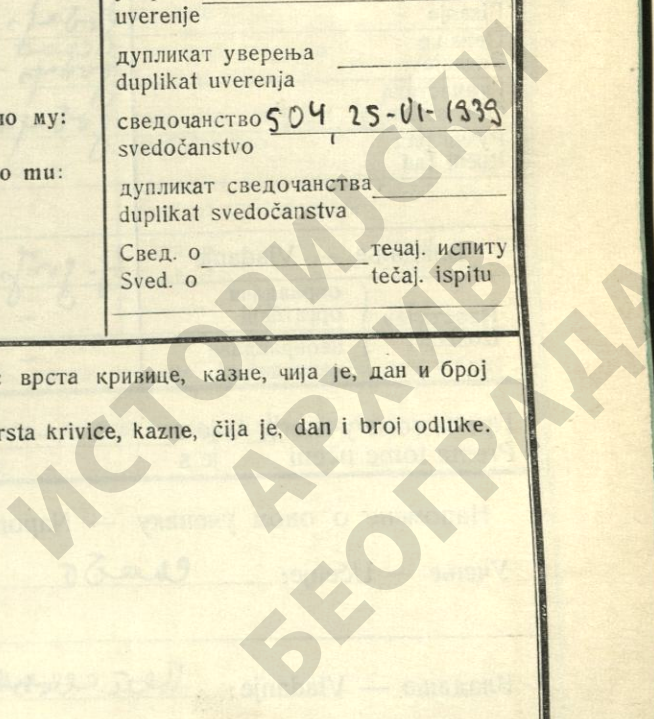 uverenje
дупликат уверења
duplikat uverenja
му:
сведочанство 504 25-VI-1939
svedočanstvo
ti:
дупликат сведочанства
duplikat svedočanstva
Свед. о течај. испиту
Sved. o tečaj. ispitu
врста кривице, казне, чија је, дан и број
krivice, kazne, čija je, dan i broj odluke.
ИСТОРИЈСКИ
АРХИВ
БЕОГРАДА